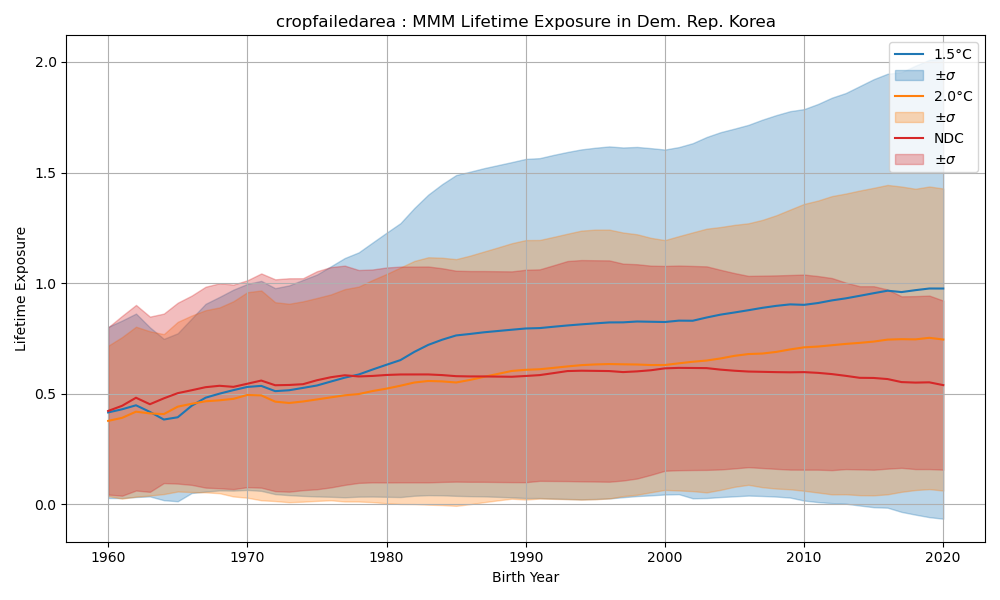 cropfailedarea : MMM Lifetime Exposure in Dem. Rep. Korea
Lifetime Exposure
2.0
1.5
1.0
0.5
0.0
1.5°C
±σ
2.0°C
±σ
NDC
±σ
1960 1970 1980 1990 2000 2010 2020
Birth Year